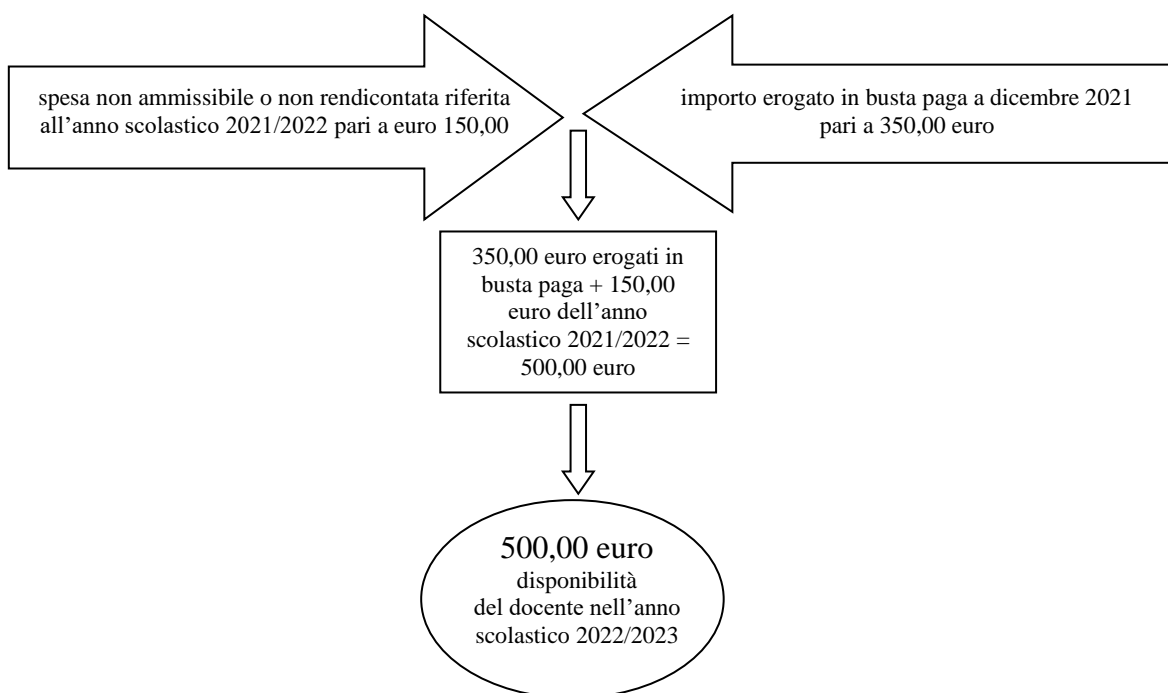 spesa non ammissibile o non rendicontata riferita
all’anno scolastico 2021/2022 pari a euro 150,00
importo erogato in busta paga a dicembre 2021
pari a 350,00 euro
350,00 euro erogati in
busta paga + 150,00
euro dell’anno
scolastico 2021/2022 =
500,00 euro
500,00 euro
disponibilità
del docente nell’anno
scolastico 2022/2023